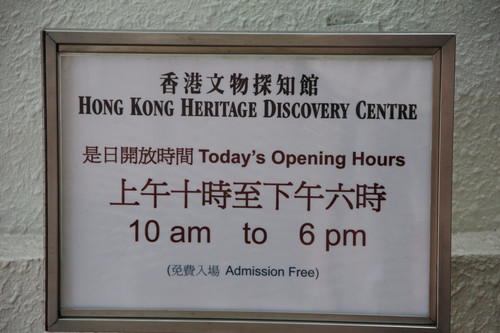 香港文物探知館
HONG KONG HERITAGE DISCOVERY CENTRE
是日開放時間 Today's Opening Hours
上午十時至下午六時
10 am to 6 pm
(免費入場 Admission Free)